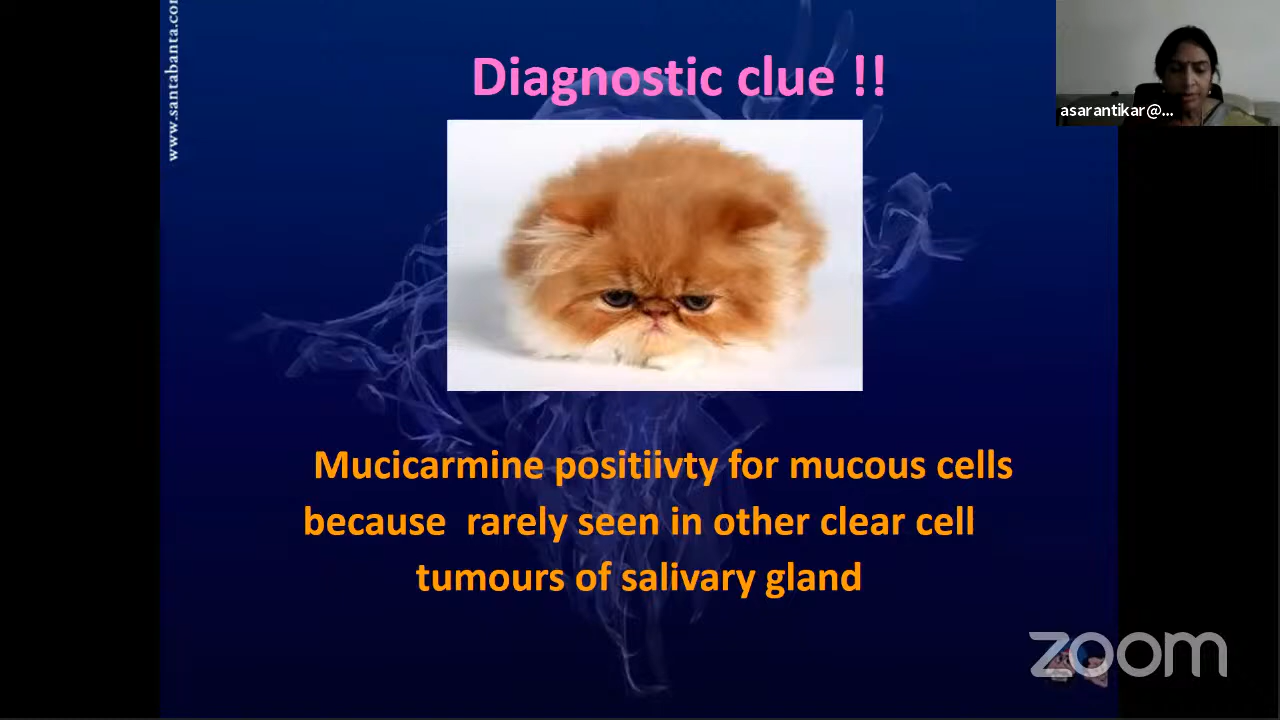 www.santabanta.com
Diagnostic clue !!
asarantikar@...
Mucicarmine positiivty for mucous cells
because rarely seen in other clear cell
tumours of salivary gland
zoom